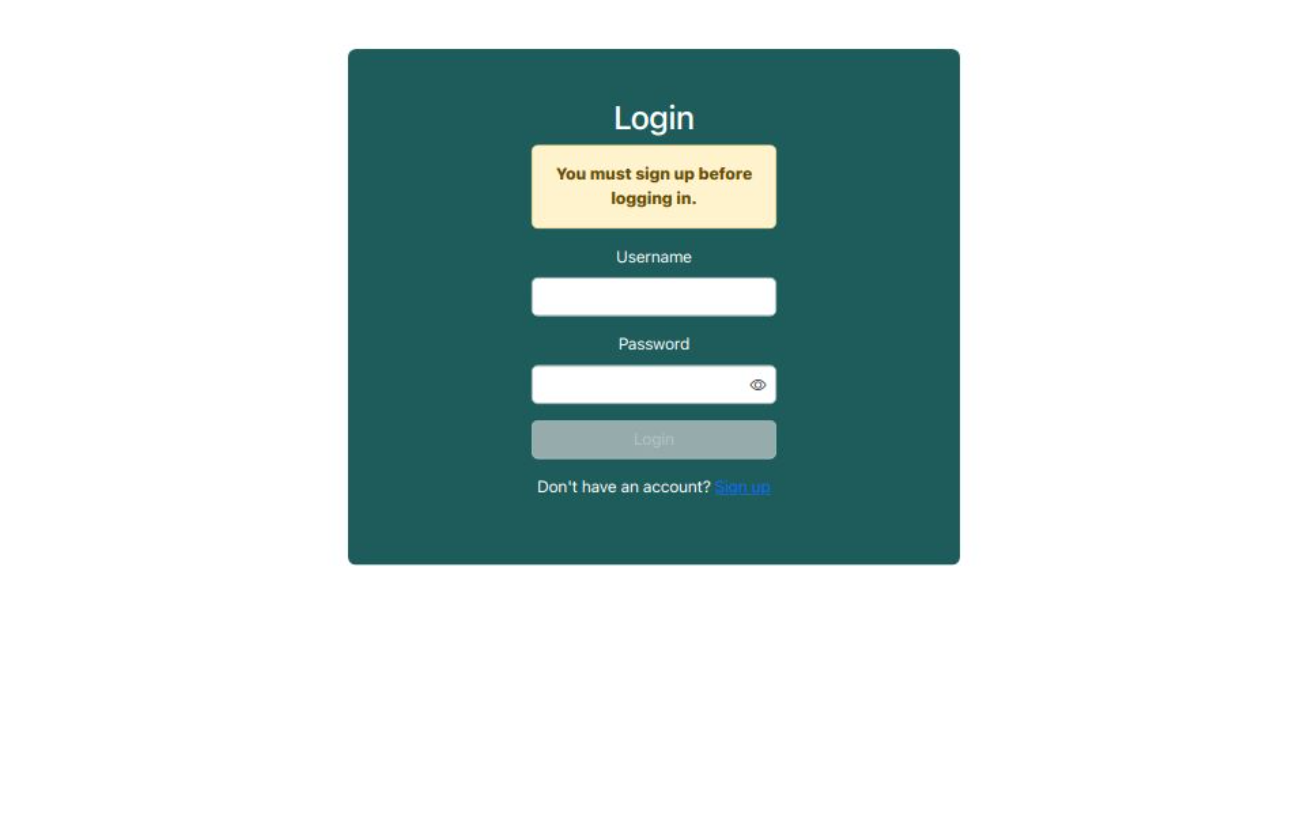 Login
You must sign up before
logging in.
Username
Password
Login
Don't have an account? Sign up